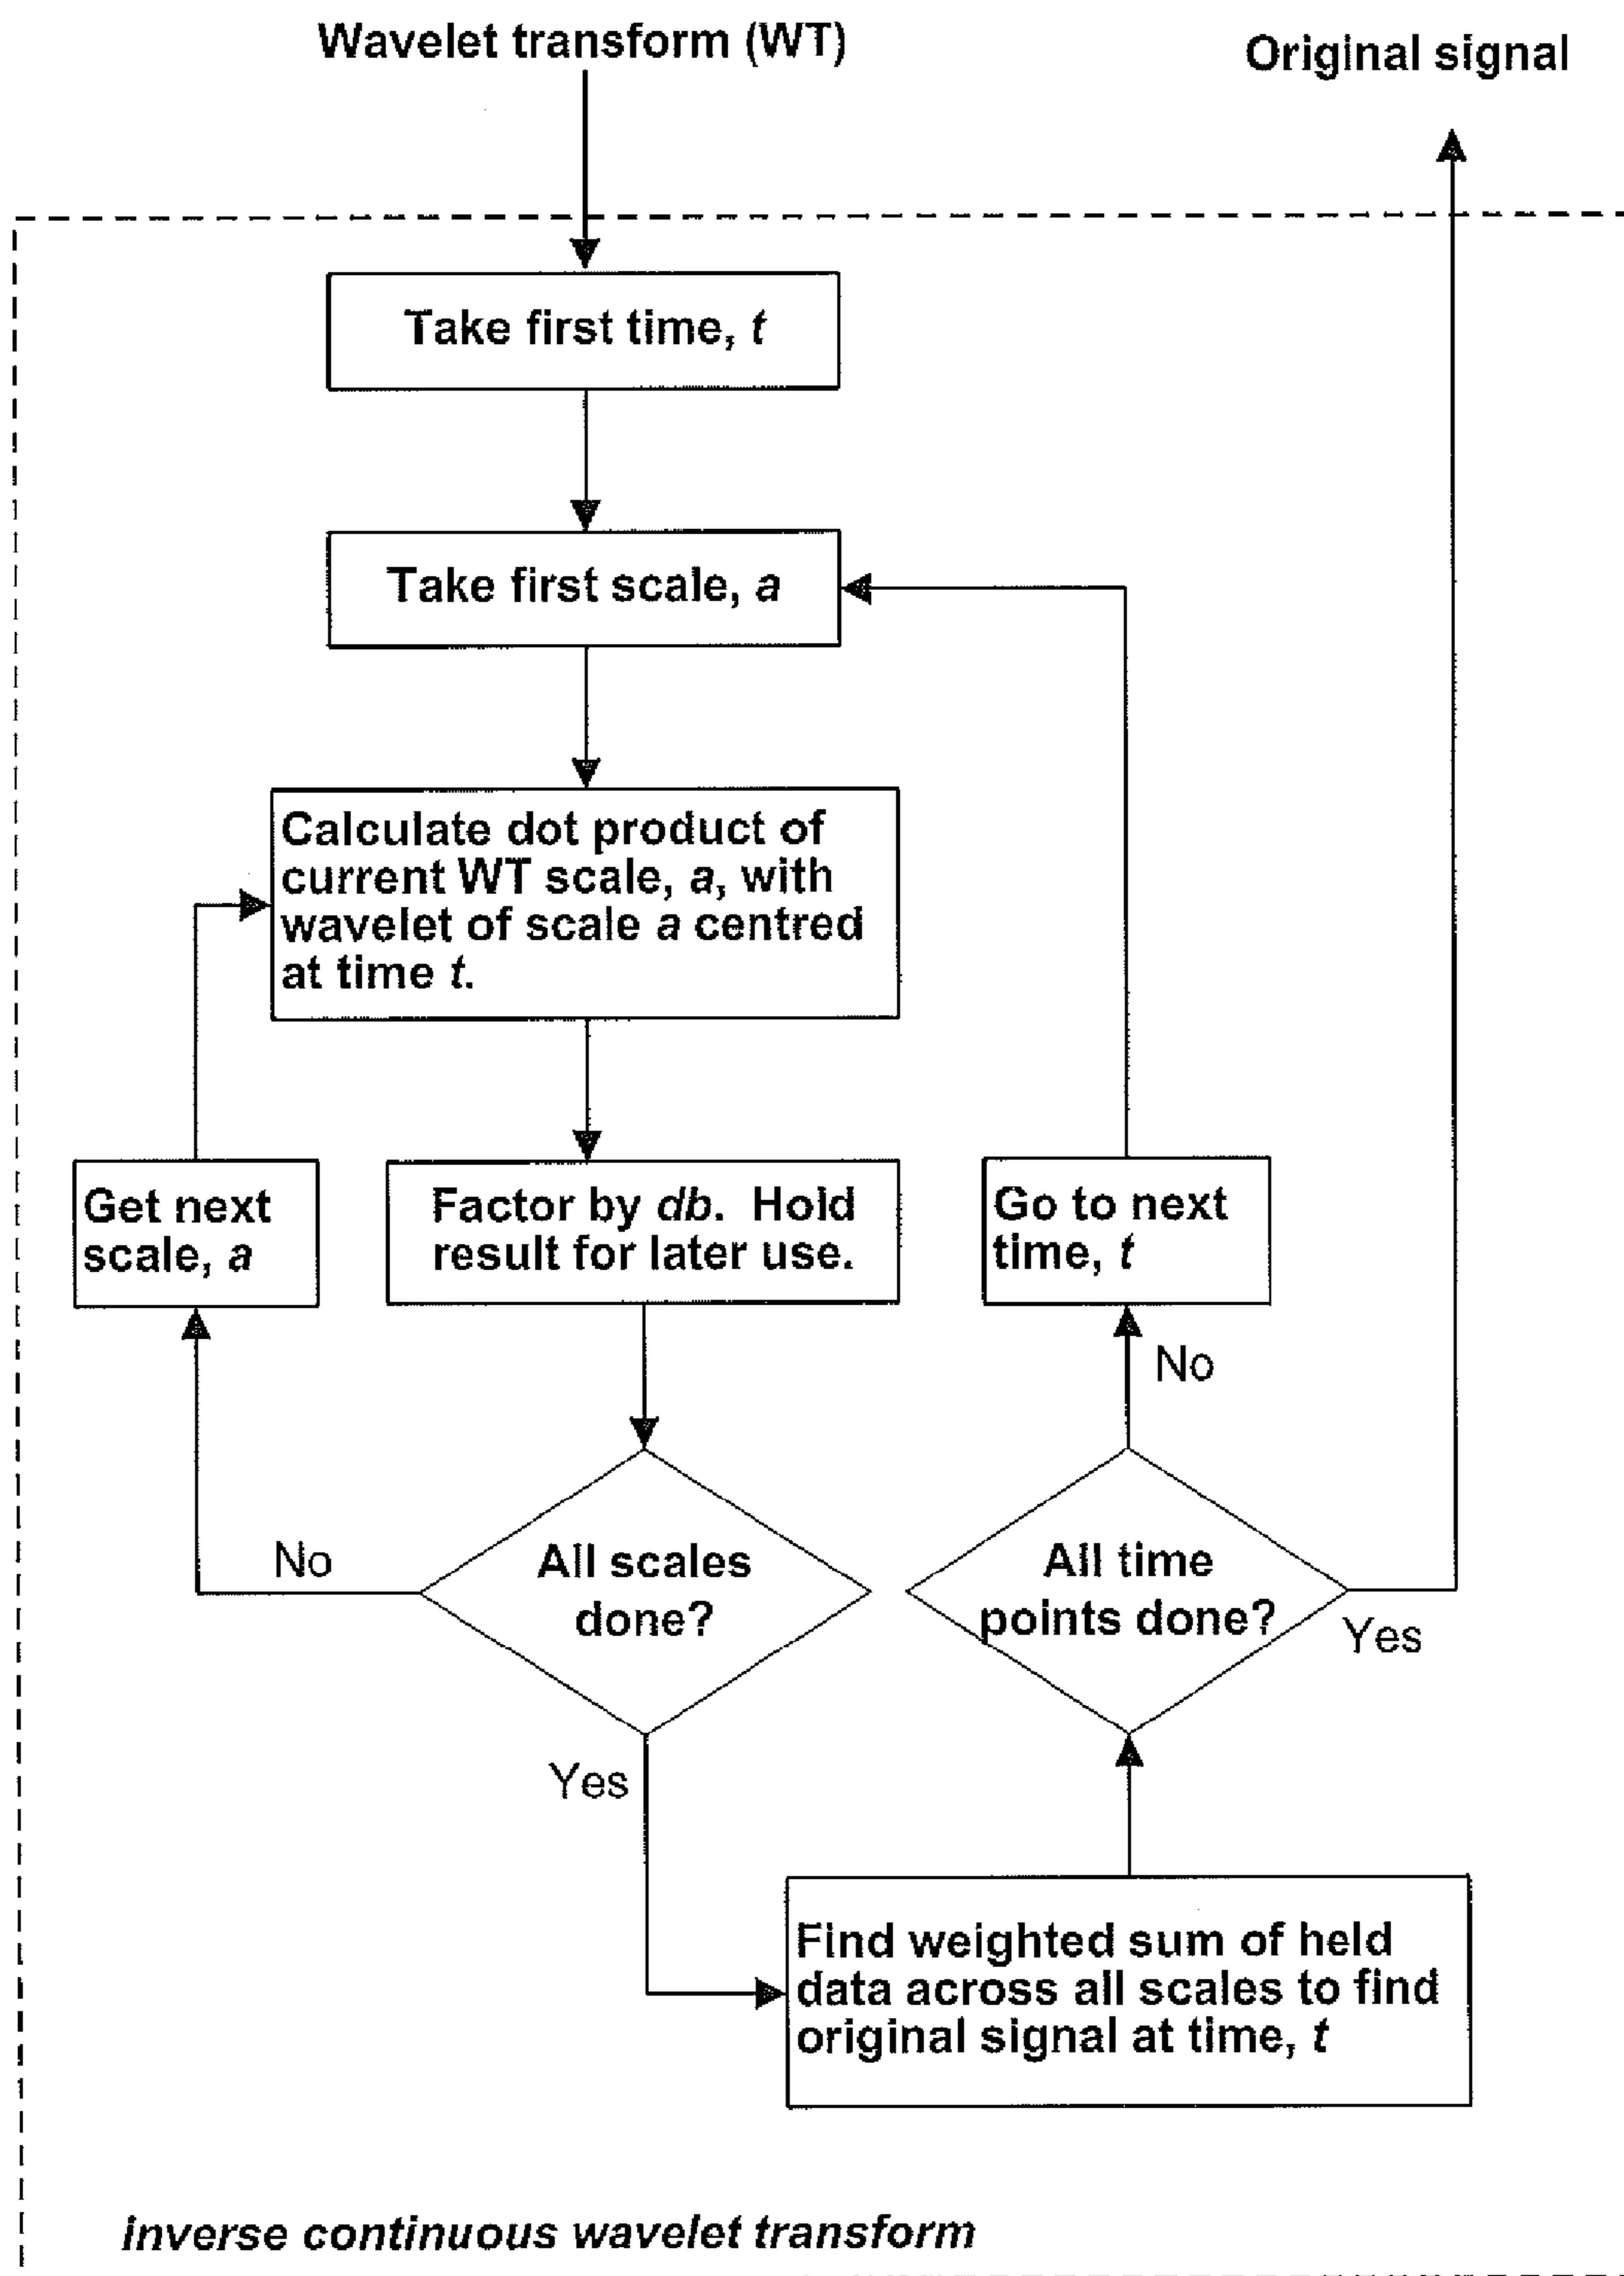 Wavelet transform (WT)
Original signal
Take first time, t
Take first scale, a
Calculate dot product of
current WT scale, a, with
wavelet of scale a centred
at time t.
Get next
scale, a
Factor by db. Hold
result for later use.
Go to next
time, t
No
No
All scales
done?
All time
points done?
Yes
Yes
Find weighted sum of held
data across all scales to find
original signal at time, t
inverse continuous wavelet transform